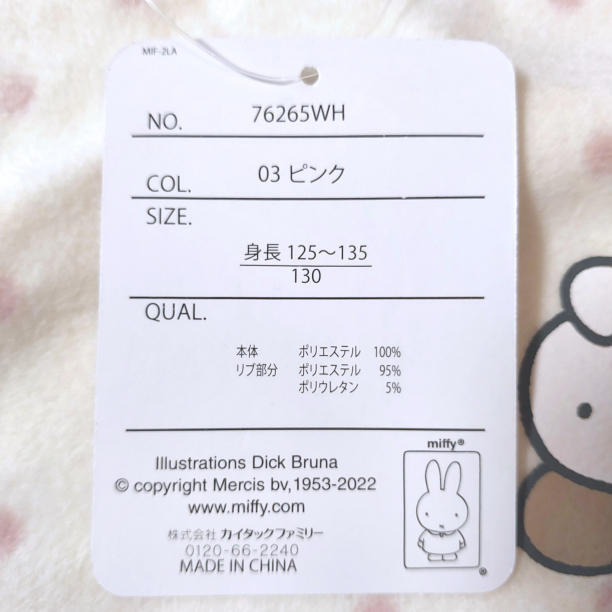 MIF-2LA
NO. 76265WH
COL. 03 ピンク
SIZE.
身長 125～135
130
QUAL.
本体 ポリエステル 100%
リブ部分 ポリエステル 95%
ポリウレタン 5%
miffy®
Illustrations Dick Bruna
© copyright Mercis bv,1953-2022
www.miffy.com
株式会社 カイタックファミリー
0120-66-2240
MADE IN CHINA
®